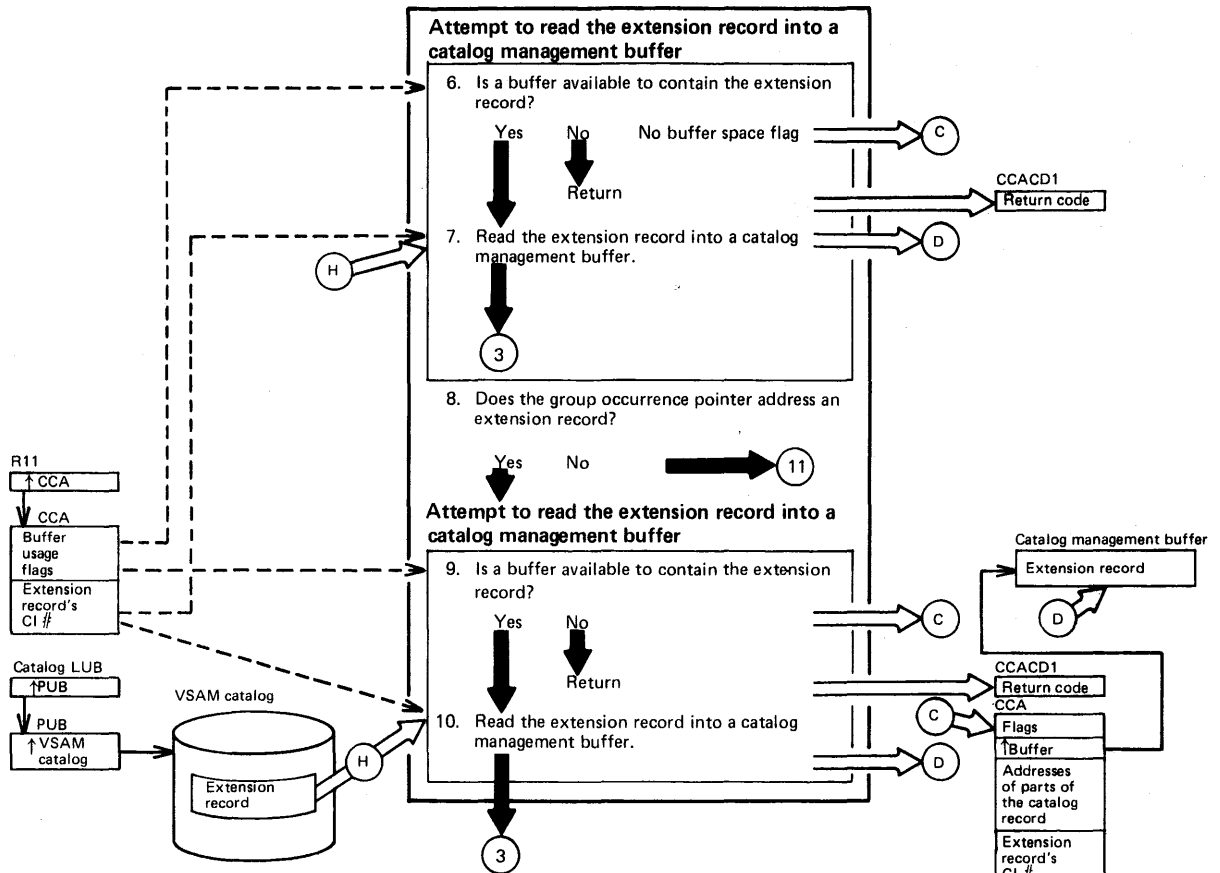 Attempt to read the extension record into a
catalog management buffer
6. Is a buffer available to contain the extension
record?
Yes No No buffer space flag
C
Return
CCACD1
Return code
7. Read the extension record into a catalog
management buffer.
D
H
3
8. Does the group occurrence pointer address an
extension record?
Yes No
11
R11
↑ CCA
CCA
Buffer
usage
flags
Extension
record's
CI #
Attempt to read the extension record into a
catalog management buffer
9. Is a buffer available to contain the extension
record?
Yes No
C
Return
10. Read the extension record into a catalog
management buffer.
D
3
Catalog LUB
↑PUB
PUB
↑ VSAM
catalog
VSAM catalog
Extension
record
H
Catalog management buffer
Extension record
D
CCACD1
Return code
CCA
C
Flags
↑Buffer
Addresses
of parts of
the catalog
record
Extension
record's
CI #